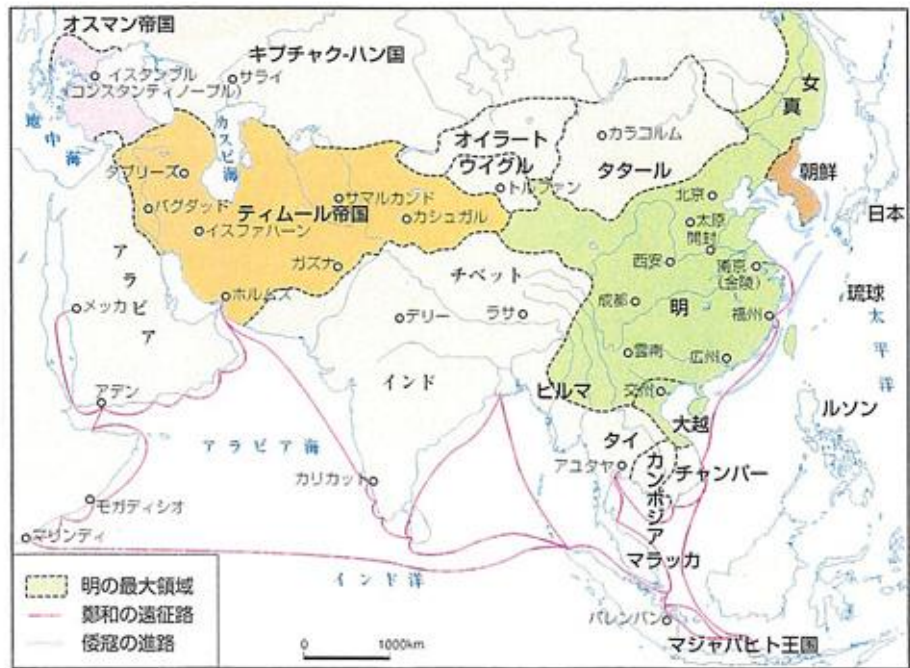 オスマン帝国
キプチャク-ハン国
イスタンブル
(コンスタンティノープル)
サライ
地中海
カスピ海
女真
オイラート
ウイグル
カラコルム
タタール
トルファン
朝鮮
タブリーズ
サマルカンド
北京
日本
バグダッド
ティムール帝国
カシュガル
太原
イスファハーン
開封
アラビア
ガズナ
チベット
西安
南京
(金陵)
メッカ
ホルムズ
成都
明
琉球
デリー
ラサ
福州
太平洋
雲南
広州
アデン
インド
ビルマ
交州
大越
ルソン
アラビア海
タイ
カリカット
アユタヤ
カンボジア
チャンパー
モガディシオ
マリンディ
マラッカ
インド洋
パレンバン
マジャパヒト王国
明の最大領域
鄭和の遠征路
倭寇の進路
0 1000km